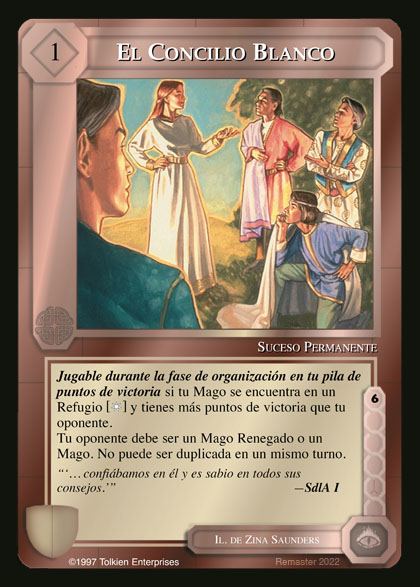 1
El Concilio Blanco
Suceso Permanente
Jugable durante la fase de organización en tu pila de
puntos de victoria si tu Mago se encuentra en un
Refugio [ ] y tienes más puntos de victoria que tu
oponente.
Tu oponente debe ser un Mago Renegado o un
Mago. No puede ser duplicada en un mismo turno.
“‘… confiábamos en él y es sabio en todos sus
consejos.’” —SdlA I
6
Il. de Zina Saunders
©1997 Tolkien Enterprises
Remaster 2022